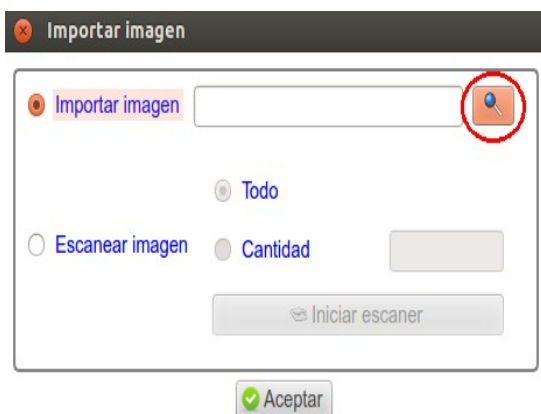 Importar imagen
Importar imagen
Todo
Escanear imagen
Cantidad
Iniciar escaner
Aceptar